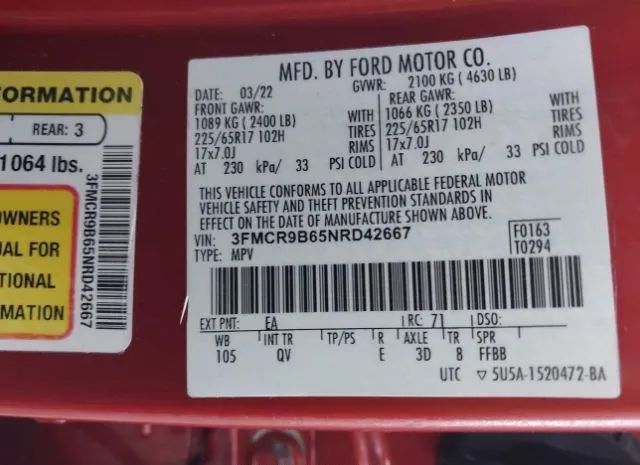 FORMATION
REAR: 3
1064 lbs.
OWNERS
UAL FOR
TIONAL
RMATION
3FMCR9B65NRD42667
MFD. BY FORD MOTOR CO.
DATE: 03/22 GVWR: 2100 KG ( 4630 LB)
FRONT GAWR: REAR GAWR:
1089 KG ( 2400 LB) WITH 1066 KG ( 2350 LB) WITH
225/65R17 102H TIRES 225/65R17 102H TIRES
17x7.0J RIMS 17x7.0J RIMS
AT 230 kPa/ 33 PSI COLD AT 230 kPa/ 33 PSI COLD
THIS VEHICLE CONFORMS TO ALL APPLICABLE FEDERAL MOTOR
VEHICLE SAFETY AND THEFT PREVENTION STANDARDS IN
EFFECT ON THE DATE OF MANUFACTURE SHOWN ABOVE.
VIN: 3FMCR9B65NRD42667 F0163
TYPE: MPV T0294
EXT PNT: EA RC: 71 DSO:
WB INT TR TP/PS R AXLE TR SPR
105 QV E 3D 8 FFBB
UTC ▽ 5U5A-1520472-BA